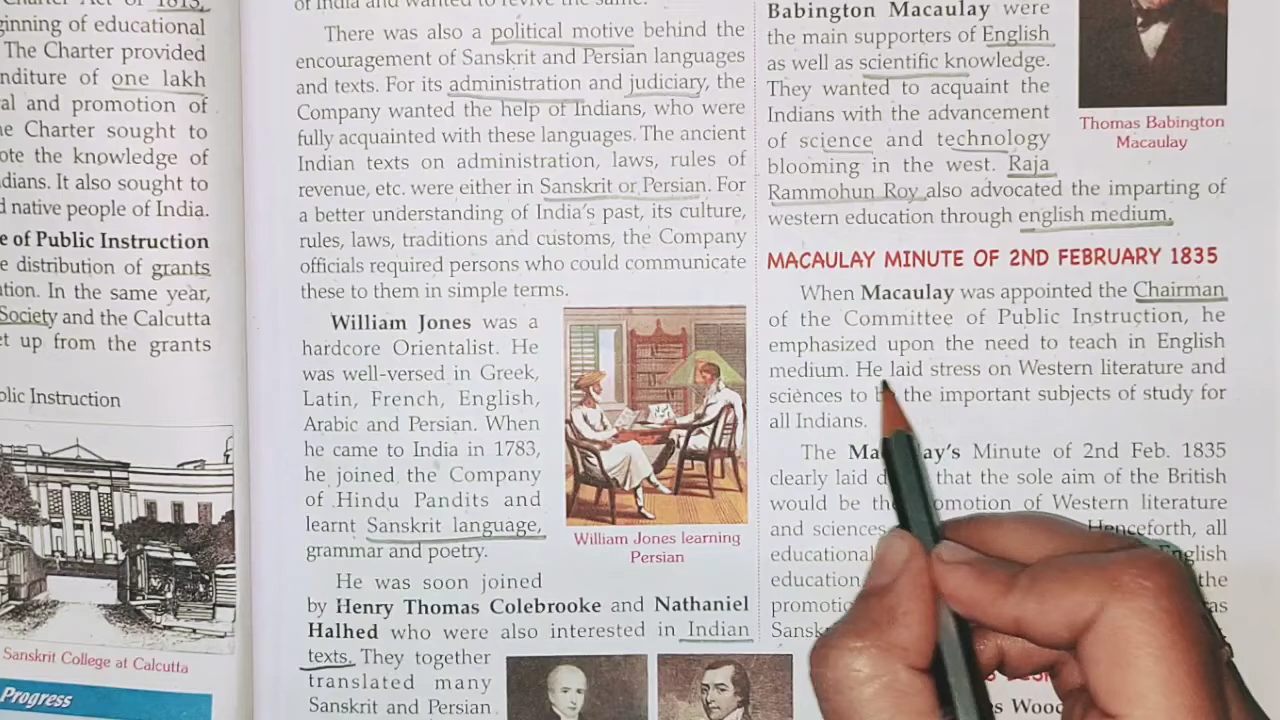 Charter Act of 1813,
beginning of educational
The Charter provided
one lakh
al and promotion of
Charter sought to
the knowledge of
It also sought to
native people of India.
of Public Instruction
distribution of grants
In the same year,
Society and the Calcutta
up from the grants
Instruction
Sanskrit College at Calcutta
Progress
of India and wanted to revive the same.
There was also a political motive behind the
encouragement of Sanskrit and Persian languages
and texts. For its administration and judiciary, the
Company wanted the help of Indians, who were
fully acquainted with these languages. The ancient
Indian texts on administration, laws, rules of
revenue, etc. were either in Sanskrit or Persian. For
a better understanding of India's past, its culture,
rules, laws, traditions and customs, the Company
officials required persons who could communicate
these to them in simple terms.
William Jones was a
hardcore Orientalist. He
was well-versed in Greek,
Latin, French, English,
Arabic and Persian. When
he came to India in 1783,
he joined the Company
of Hindu Pandits and
learnt Sanskrit language,
grammar and poetry.
William Jones learning
Persian
He was soon joined
by Henry Thomas Colebrooke and Nathaniel
Halhed who were also interested in Indian
texts. They together
translated many
Sanskrit and Persian
Babington Macaulay were
the main supporters of English
as well as scientific knowledge.
They wanted to acquaint the
Indians with the advancement
of science and technology
blooming in the west. Raja
Rammohun Roy also advocated the imparting of
western education through english medium.
Thomas Babington
Macaulay
MACAULAY MINUTE OF 2ND FEBRUARY 1835
When Macaulay was appointed the Chairman
of the Committee of Public Instruction, he
emphasized upon the need to teach in English
medium. He laid stress on Western literature and
sciences to the important subjects of study for
all Indians.
The Minute of 2nd Feb. 1835
clearly laid that the sole aim of the British
would be of Western literature
and sciences Henceforth, all
educational English
education the